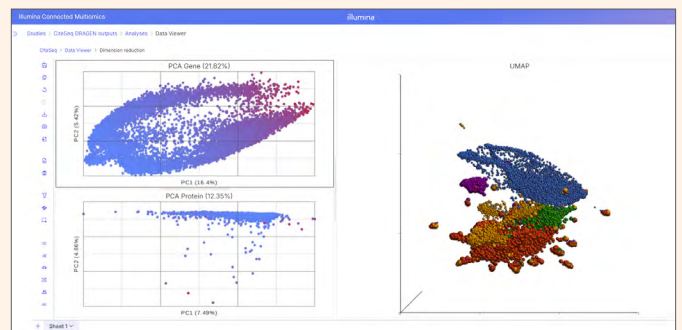 Illumina Connected Multiomics
illumina
Studies > CiteSeq DRAGEN outputs > Analyses > Data Viewer
CiteSeq > Data Viewer > Dimension reduction
PCA Gene (21.82%)
PC2 (5.42%)
PC1 (16.4%)
PCA Protein (12.35%)
PC2 (4.86%)
PC1 (7.49%)
UMAP
+ Sheet 1